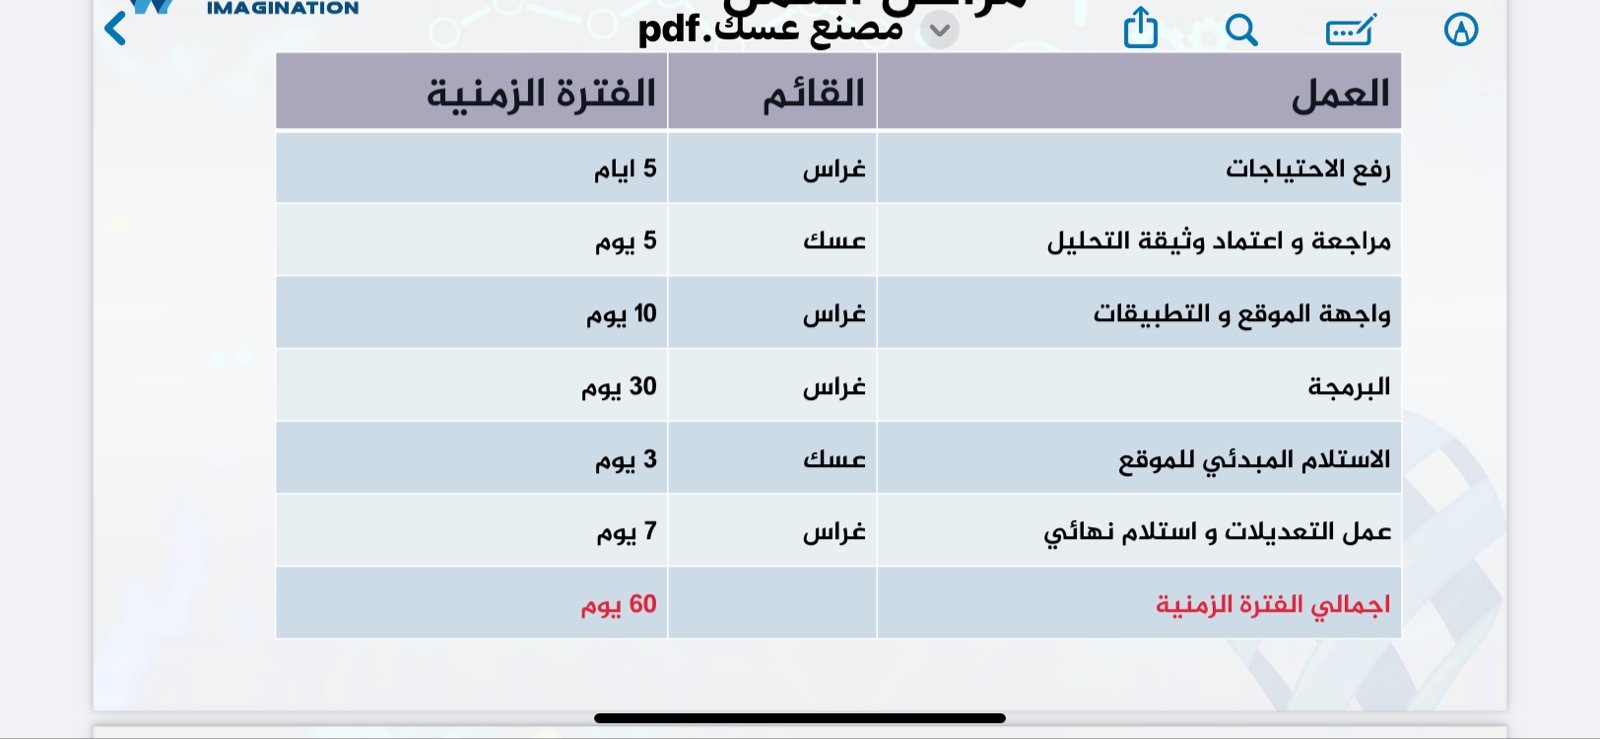 IMAGINATION
مراحل العمل
مصنع عسك.pdf
العمل القائم الفترة الزمنية
رفع الاحتياجات غراس 5 ايام
مراجعة و اعتماد وثيقة التحليل عسك 5 يوم
واجهة الموقع و التطبيقات غراس 10 يوم
البرمجة غراس 30 يوم
الاستلام المبدئي للموقع عسك 3 يوم
عمل التعديلات و استلام نهائي غراس 7 يوم
اجمالي الفترة الزمنية 60 يوم